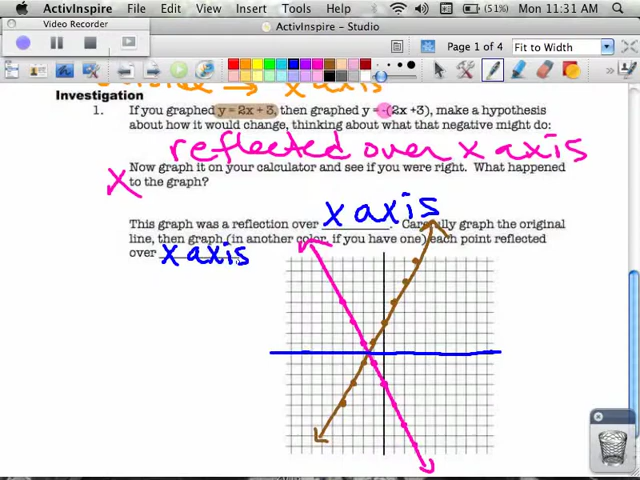 ActivInspire File Edit View Insert Tools Help (51%) Mon 11:31 AM
Video Recorder
ActivInspire - Studio
Page 1 of 4 Fit to Width
→ x axis
Investigation
1. If you graphed y = 2x + 3, then graphed y = -(2x +3), make a hypothesis
about how it would change, thinking about what that negative might do:
reflected over x axis
Now graph it on your calculator and see if you were right. What happened
to the graph?
x axis
This graph was a reflection over ________. Carefully graph the original
line, then graph (in another color, if you have one) each point reflected
over x axis